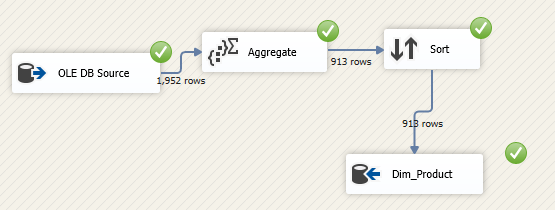 OLE DB Source
1,952 rows
Aggregate
913 rows
Sort
913 rows
Dim_Product